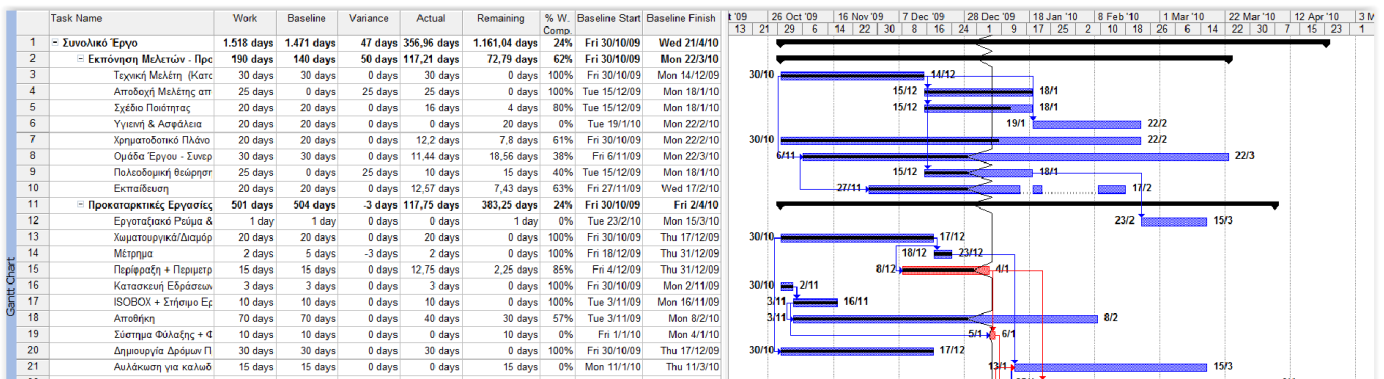 Task Name Work Baseline Variance Actual Remaining % W. Comp. Baseline Start Baseline Finish
'09 26 Oct '09 16 Nov '09 7 Dec '09 28 Dec '09 18 Jan '10 8 Feb '10 1 Mar '10 22 Mar '10 12 Apr '10 3 M
13 21 29 6 14 22 30 8 16 24 1 9 17 25 2 10 18 26 6 14 22 30 7 15 23 1
1 Συνολικό Έργο 1.518 days 1.471 days 47 days 356,96 days 1.161,04 days 24% Fri 30/10/09 Wed 21/4/10
2 Εκπόνηση Μελετών - Προ 190 days 140 days 50 days 117,21 days 72,79 days 62% Fri 30/10/09 Mon 22/3/10
3 Τεχνική Μελέτη (Κατσ 30 days 30 days 0 days 30 days 0 days 100% Fri 30/10/09 Mon 14/12/09 30/10 14/12
4 Αποδοχή Μελέτης απ 25 days 0 days 25 days 25 days 0 days 100% Tue 15/12/09 Mon 18/1/10 15/12 18/1
5 Σχέδιο Ποιότητας 20 days 20 days 0 days 16 days 4 days 80% Tue 15/12/09 Mon 18/1/10 15/12 18/1
6 Υγιεινή & Ασφάλεια 20 days 20 days 0 days 0 days 20 days 0% Tue 19/1/10 Mon 22/2/10 19/1 22/2
7 Χρηματοδοτικό Πλάνο 20 days 20 days 0 days 12,2 days 7,8 days 61% Fri 30/10/09 Mon 22/2/10 30/10 22/2
8 Ομάδα Έργου - Συνερ 30 days 30 days 0 days 11,44 days 18,56 days 38% Fri 6/11/09 Mon 22/3/10 6/11 22/3
9 Πολεοδομική θεώρησ 25 days 0 days 25 days 10 days 15 days 40% Tue 15/12/09 Mon 18/1/10 15/12 18/1
10 Εκπαίδευση 20 days 20 days 0 days 12,57 days 7,43 days 63% Fri 27/11/09 Wed 17/2/10 27/11 17/2
11 Προκαταρκτικές Εργασίες 501 days 504 days -3 days 117,75 days 383,25 days 24% Fri 30/10/09 Fri 2/4/10
12 Εργοταξιακό Ρεύμα & 1 day 1 day 0 days 0 days 1 day 0% Tue 23/2/10 Mon 15/3/10 23/2 15/3
13 Χωματουργικά/Διαμόρ 20 days 20 days 0 days 20 days 0 days 100% Fri 30/10/09 Thu 17/12/09 30/10 17/12
14 Μέτρημα 2 days 5 days -3 days 2 days 0 days 100% Fri 18/12/09 Thu 31/12/09 18/12 23/12
15 Περίφραξη + Περιμετρ 15 days 15 days 0 days 12,75 days 2,25 days 85% Fri 4/12/09 Thu 31/12/09 8/12 4/1
16 Κατασκευή Εδράσεων 3 days 3 days 0 days 3 days 0 days 100% Fri 30/10/09 Mon 2/11/09 30/10 2/11
17 ISOBOX + Στήσιμο Ερ 10 days 10 days 0 days 10 days 0 days 100% Tue 3/11/09 Mon 16/11/09 3/11 16/11
18 Αποθήκη 70 days 70 days 0 days 40 days 30 days 57% Tue 3/11/09 Mon 8/2/10 3/11 8/2
19 Σύστημα Φύλαξης + Φ 10 days 10 days 0 days 0 days 10 days 0% Fri 1/1/10 Mon 4/1/10 5/1 6/1
20 Δημιουργία Δρόμων Π 30 days 30 days 0 days 30 days 0 days 100% Fri 30/10/09 Thu 17/12/09 30/10 17/12
21 Αυλάκωση για καλωδ 15 days 15 days 0 days 0 days 15 days 0% Mon 11/1/10 Thu 11/3/10 13/1 15/3
Gantt Chart